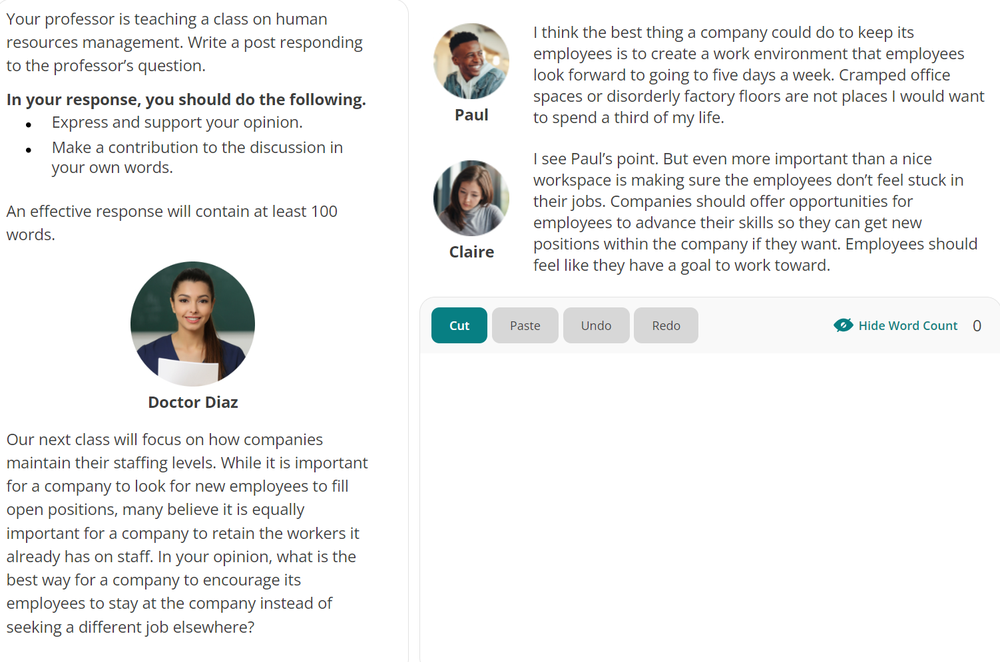 Your professor is teaching a class on human
resources management. Write a post responding
to the professor’s question.
In your response, you should do the following.
• Express and support your opinion.
• Make a contribution to the discussion in
your own words.
An effective response will contain at least 100
words.
Doctor Diaz
Our next class will focus on how companies
maintain their staffing levels. While it is important
for a company to look for new employees to fill
open positions, many believe it is equally
important for a company to retain the workers it
already has on staff. In your opinion, what is the
best way for a company to encourage its
employees to stay at the company instead of
seeking a different job elsewhere?
Paul
I think the best thing a company could do to keep its
employees is to create a work environment that employees
look forward to going to five days a week. Cramped office
spaces or disorderly factory floors are not places I would want
to spend a third of my life.
Claire
I see Paul’s point. But even more important than a nice
workspace is making sure the employees don’t feel stuck in
their jobs. Companies should offer opportunities for
employees to advance their skills so they can get new
positions within the company if they want. Employees should
feel like they have a goal to work toward.
Cut Paste Undo Redo Hide Word Count 0